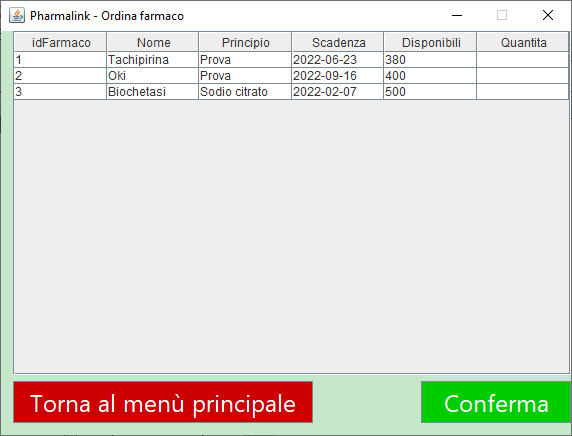 Pharmalink - Ordina farmaco
idFarmaco Nome Principio Scadenza Disponibili Quantita
1 Tachipirina Prova 2022-06-23 380
2 Oki Prova 2022-09-16 400
3 Biochetasi Sodio citrato 2022-02-07 500
Torna al menù principale Conferma